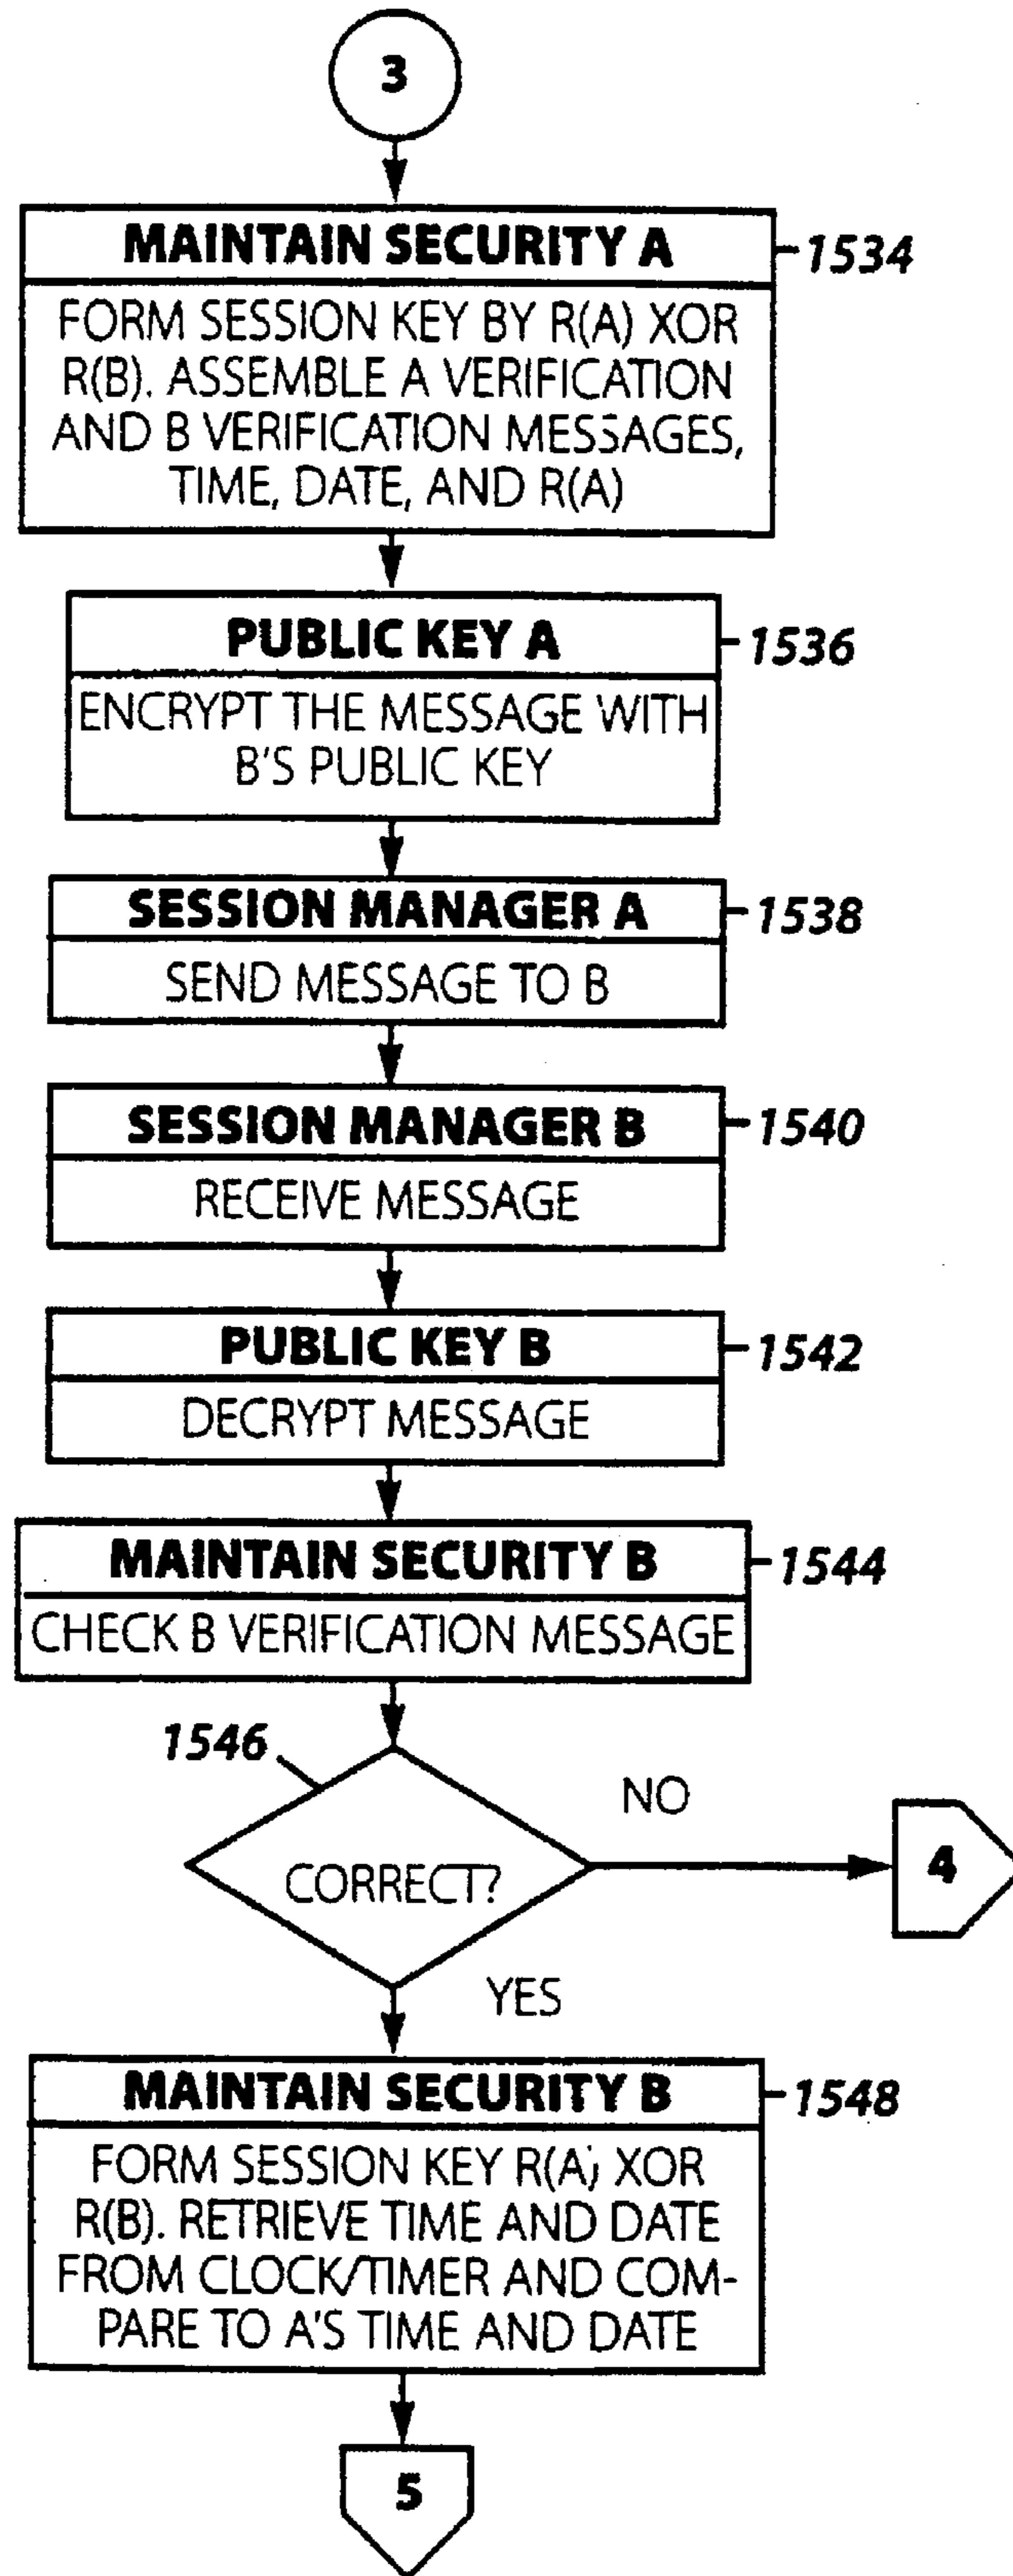 3
MAINTAIN SECURITY A
1534
FORM SESSION KEY BY R(A) XOR
R(B). ASSEMBLE A VERIFICATION
AND B VERIFICATION MESSAGES,
TIME, DATE, AND R(A)
PUBLIC KEY A
1536
ENCRYPT THE MESSAGE WITH
B'S PUBLIC KEY
SESSION MANAGER A
1538
SEND MESSAGE TO B
SESSION MANAGER B
1540
RECEIVE MESSAGE
PUBLIC KEY B
1542
DECRYPT MESSAGE
MAINTAIN SECURITY B
1544
CHECK B VERIFICATION MESSAGE
1546
NO
CORRECT?
4
YES
MAINTAIN SECURITY B
1548
FORM SESSION KEY R(A) XOR
R(B). RETRIEVE TIME AND DATE
FROM CLOCK/TIMER AND COM-
PARE TO A'S TIME AND DATE
5